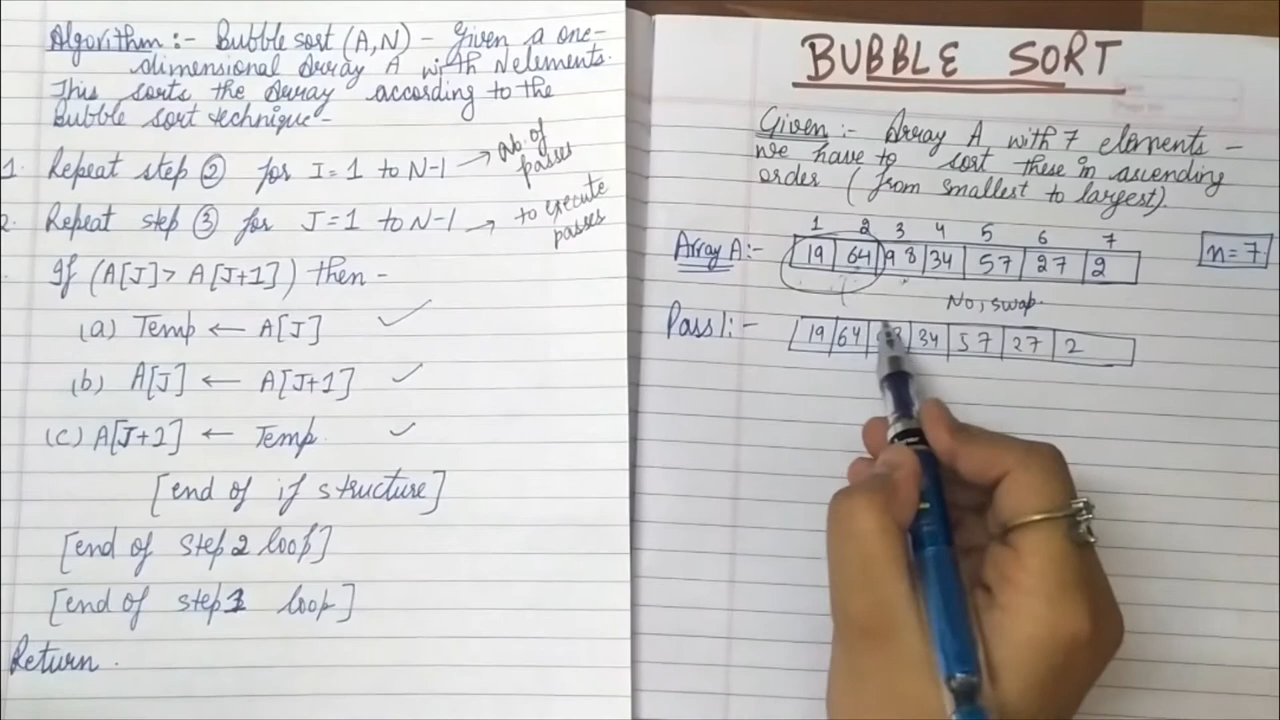 Algorithm :- Bubble sort (A, N) - Given a one-
dimensional Array A with N elements.
This sorts the Array according to the
Bubble sort technique -
1. Repeat step ② for I = 1 to N-1 → No. of passes
2. Repeat step ③ for J = 1 to N-1 → to execute passes
If (A[J] > A[J+1]) then -
(a) Temp ← A[J] ✓
(b) A[J] ← A[J+1] ✓
(c) A[J+1] ← Temp ✓
[end of if structure]
[end of step 2 loop]
[end of step 1 loop]
Return.
BUBBLE SORT
Given :- Array A, with 7 elements -
we have to sort these in ascending
order (from smallest to largest).
1 2 3 4 5 6 7
Array A :- 19 64 98 34 57 27 2
n = 7
No, swap.
Pass 1 :- 19 64 34 57 27 2